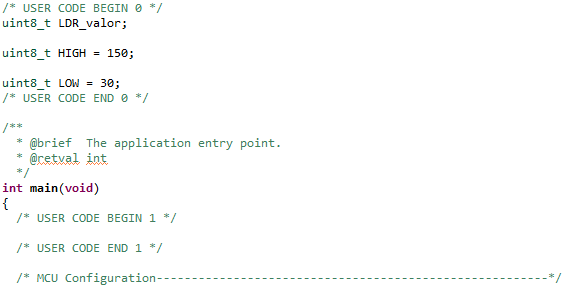 /* USER CODE BEGIN 0 */
uint8_t LDR_valor;
uint8_t HIGH = 150;
uint8_t LOW = 30;
/* USER CODE END 0 */
/**
  * @brief  The application entry point.
  * @retval int
  */
int main(void)
{
  /* USER CODE BEGIN 1 */
  /* USER CODE END 1 */
  /* MCU Configuration--------------------------------------------------------*/